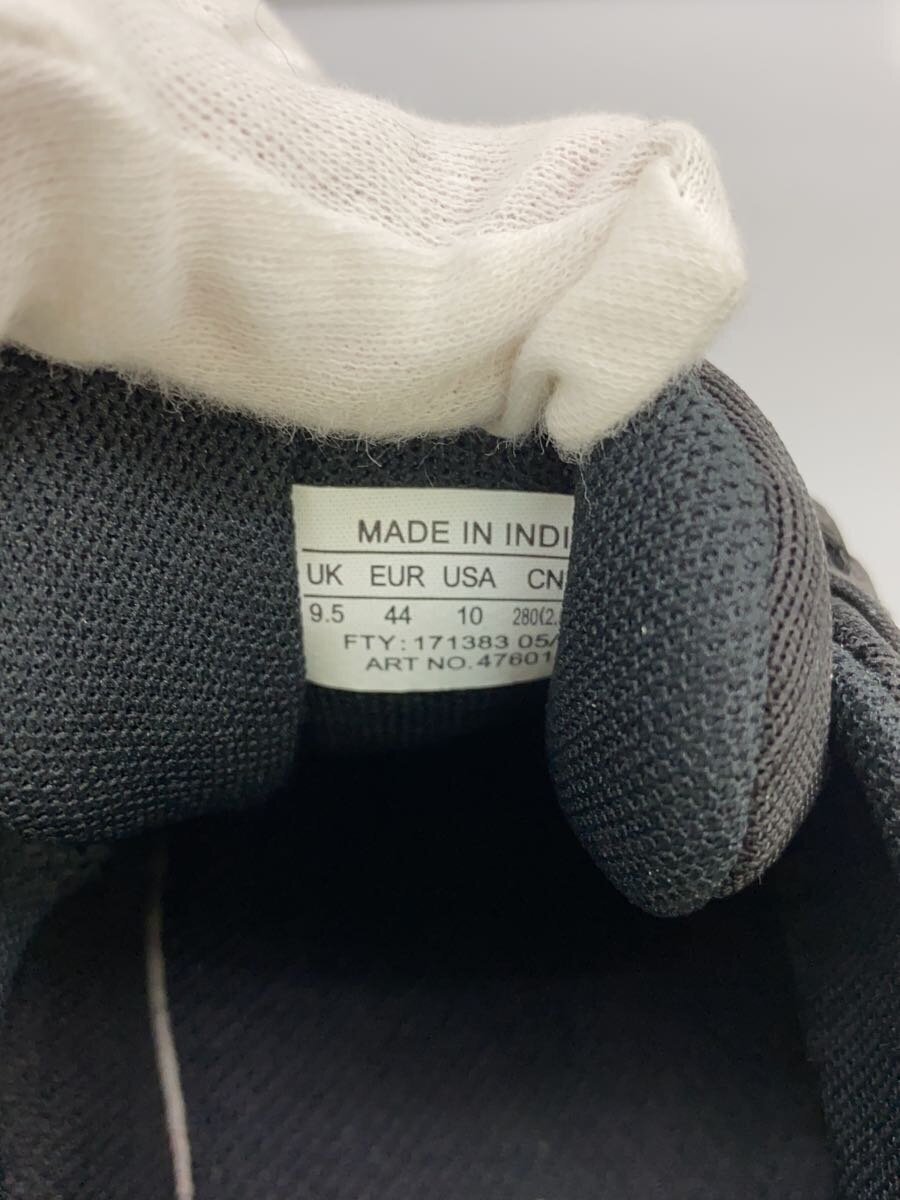 MADE IN INDI
UK EUR USA CN
9.5 44 10 280(2.
FTY: 171383 05/
ART NO. 47601